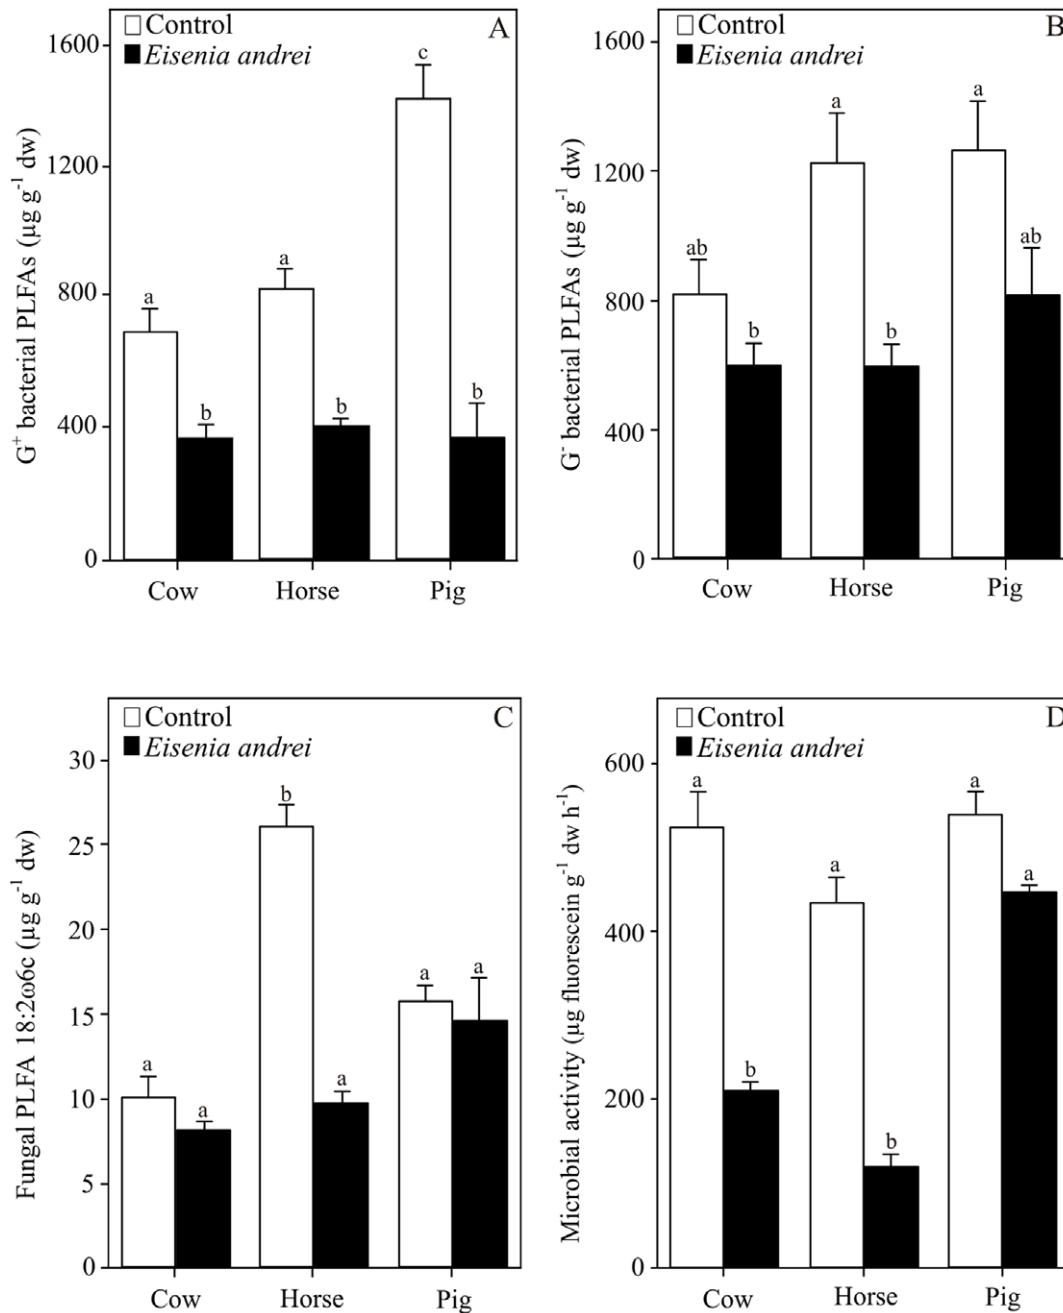 Control
Eisenia andrei
A
G⁺ bacterial PLFAs (µg g⁻¹ dw)
1600
1200
800
400
0
a
b
a
b
c
b
Cow Horse Pig
Control
Eisenia andrei
B
G⁻ bacterial PLFAs (µg g⁻¹ dw)
1600
1200
800
400
0
ab
b
a
b
a
ab
Cow Horse Pig
Control
Eisenia andrei
C
Fungal PLFA 18:2ω6c (µg g⁻¹ dw)
30
25
20
15
10
5
0
a
a
b
a
a
a
Cow Horse Pig
Control
Eisenia andrei
D
Microbial activity (µg fluorescein g⁻¹ dw h⁻¹)
600
400
200
0
a
b
a
b
a
a
Cow Horse Pig